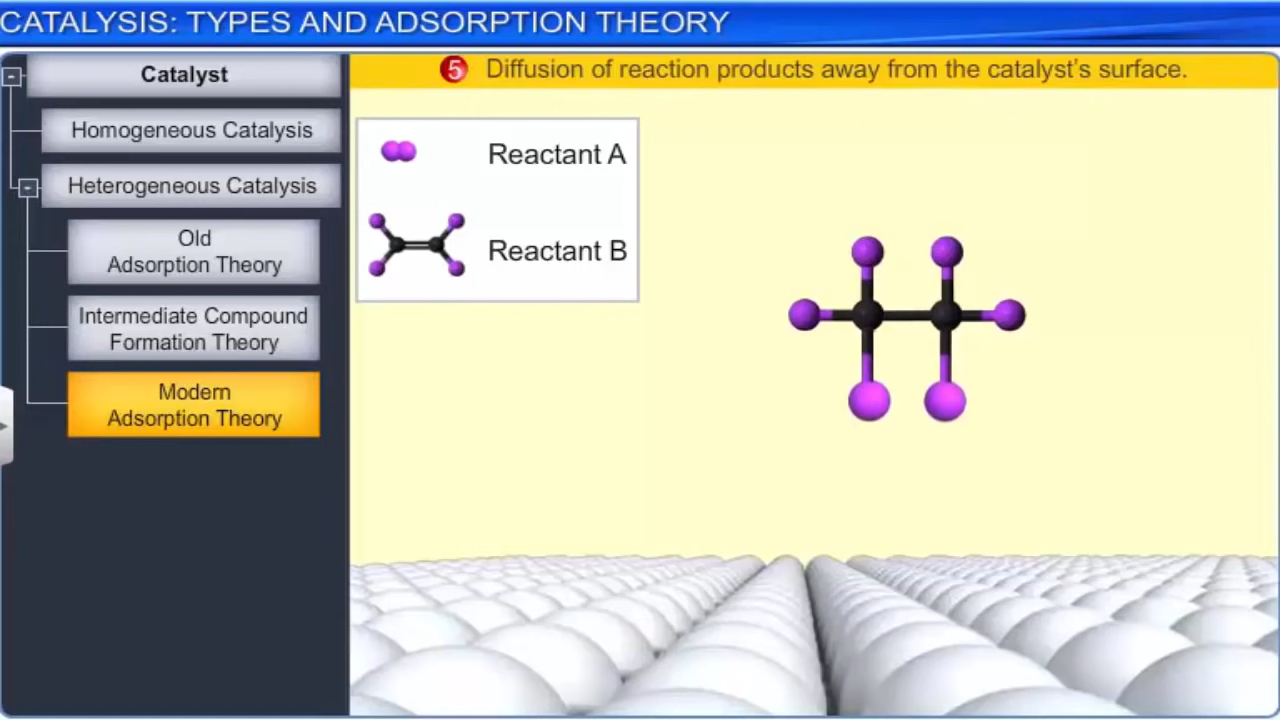 CATALYSIS: TYPES AND ADSORPTION THEORY
Catalyst
Homogeneous Catalysis
Heterogeneous Catalysis
Old
Adsorption Theory
Intermediate Compound
Formation Theory
Modern
Adsorption Theory
5 Diffusion of reaction products away from the catalyst's surface.
Reactant A
Reactant B